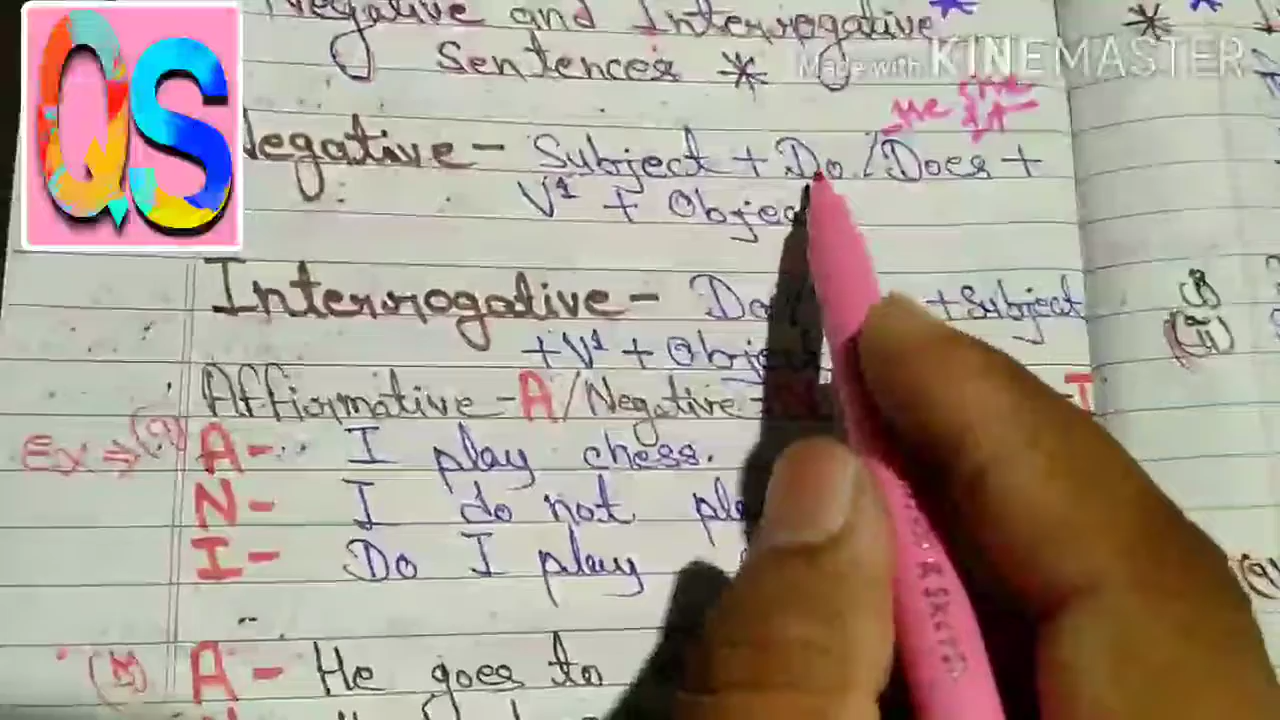 QS
Negative and Interrogative
Sentences *
Made with KINEMASTER
He She
It
Negative - Subject + Do / Does +
V1 + Object
Interrogative - Do +Subject
+V1 + Object
Affirmative - A / Negative - I
Ex ⇒ (a) A - I play chess.
N - I do not
I - Do I play
(b) A - He goes to